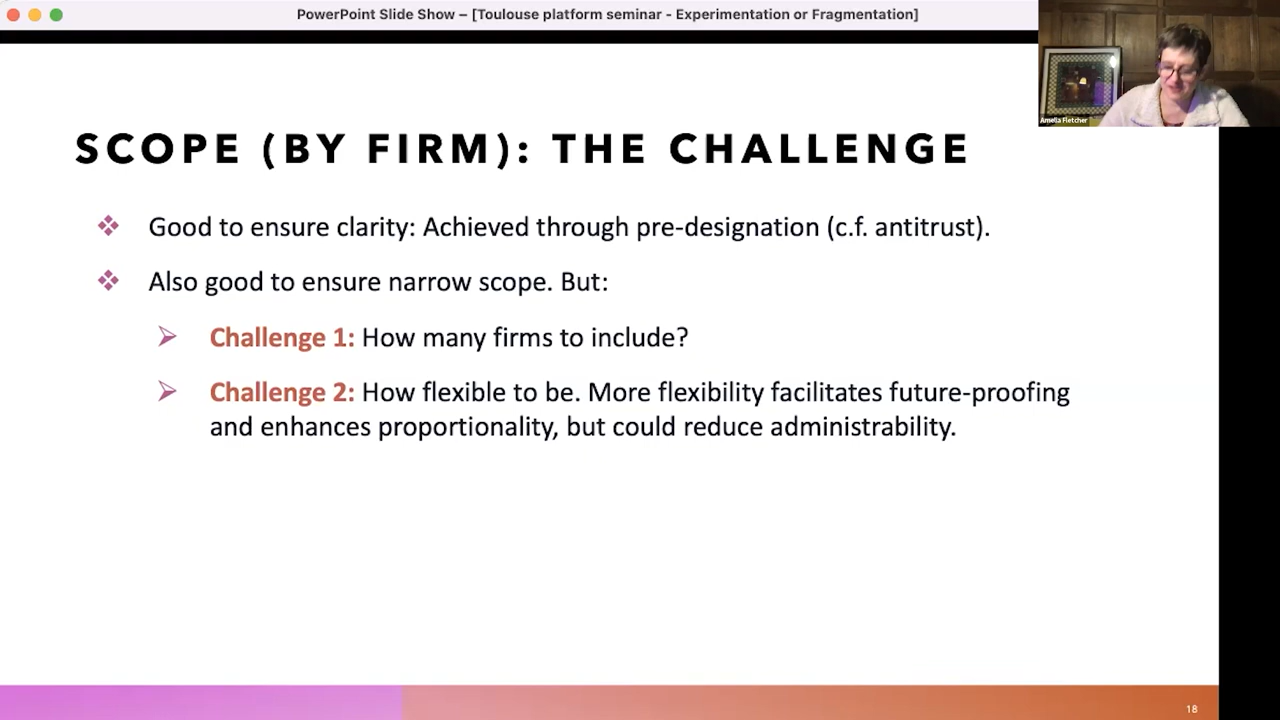 PowerPoint Slide Show – [Toulouse platform seminar - Experimentation or Fragmentation]
Amelia Fletcher
SCOPE (BY FIRM): THE CHALLENGE
Good to ensure clarity: Achieved through pre-designation (c.f. antitrust).
Also good to ensure narrow scope. But:
Challenge 1: How many firms to include?
Challenge 2: How flexible to be. More flexibility facilitates future-proofing
and enhances proportionality, but could reduce administrability.
18